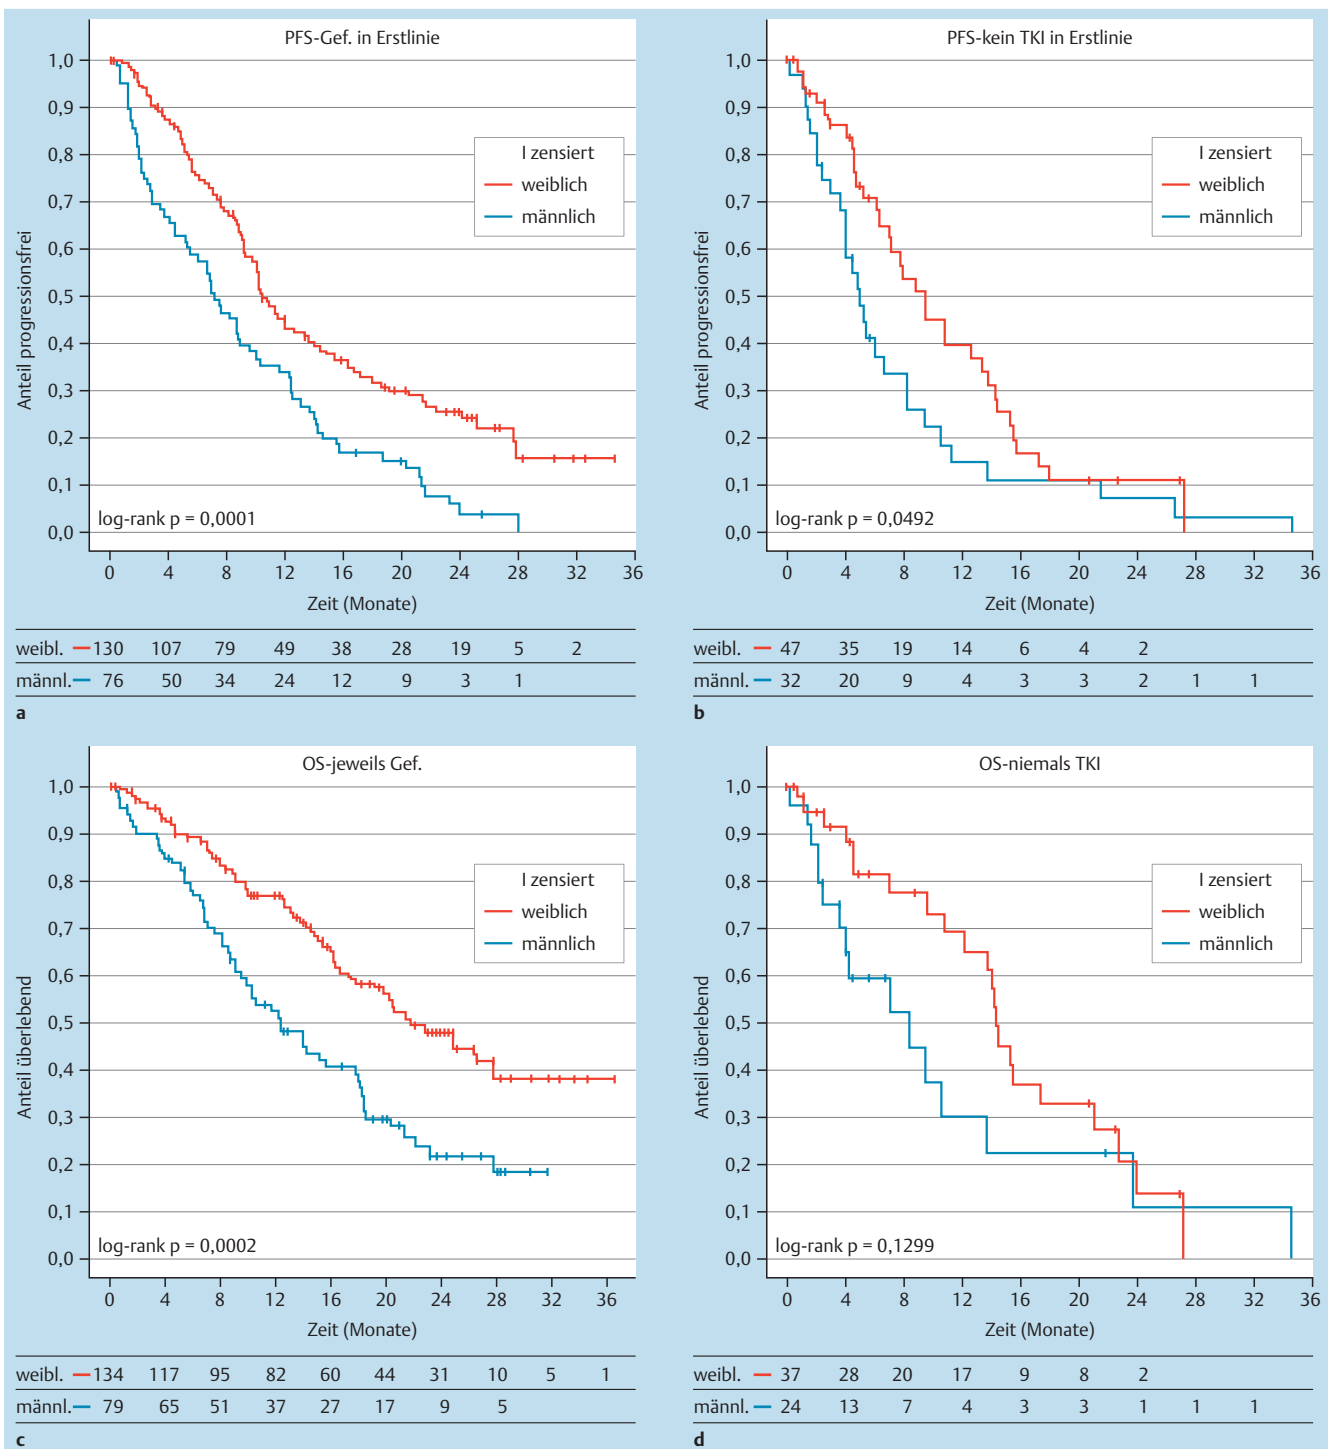 PFS-Gef. in Erstlinie
1,0
0,9
0,8
0,7
0,6
0,5
0,4
0,3
0,2
0,1
0,0
Anteil progressionsfrei
I zensiert
weiblich
männlich
log-rank p = 0,0001
0 4 8 12 16 20 24 28 32 36
Zeit (Monate)
weibl. 130 107 79 49 38 28 19 5 2
männl. 76 50 34 24 12 9 3 1
a
PFS-kein TKI in Erstlinie
1,0
0,9
0,8
0,7
0,6
0,5
0,4
0,3
0,2
0,1
0,0
Anteil progressionsfrei
I zensiert
weiblich
männlich
log-rank p = 0,0492
0 4 8 12 16 20 24 28 32 36
Zeit (Monate)
weibl. 47 35 19 14 6 4 2
männl. 32 20 9 4 3 3 2 1 1
b
OS-jeweils Gef.
1,0
0,9
0,8
0,7
0,6
0,5
0,4
0,3
0,2
0,1
0,0
Anteil überlebend
I zensiert
weiblich
männlich
log-rank p = 0,0002
0 4 8 12 16 20 24 28 32 36
Zeit (Monate)
weibl. 134 117 95 82 60 44 31 10 5 1
männl. 79 65 51 37 27 17 9 5
c
OS-niemals TKI
1,0
0,9
0,8
0,7
0,6
0,5
0,4
0,3
0,2
0,1
0,0
Anteil überlebend
I zensiert
weiblich
männlich
log-rank p = 0,1299
0 4 8 12 16 20 24 28 32 36
Zeit (Monate)
weibl. 37 28 20 17 9 8 2
männl. 24 13 7 4 3 3 1 1 1
d